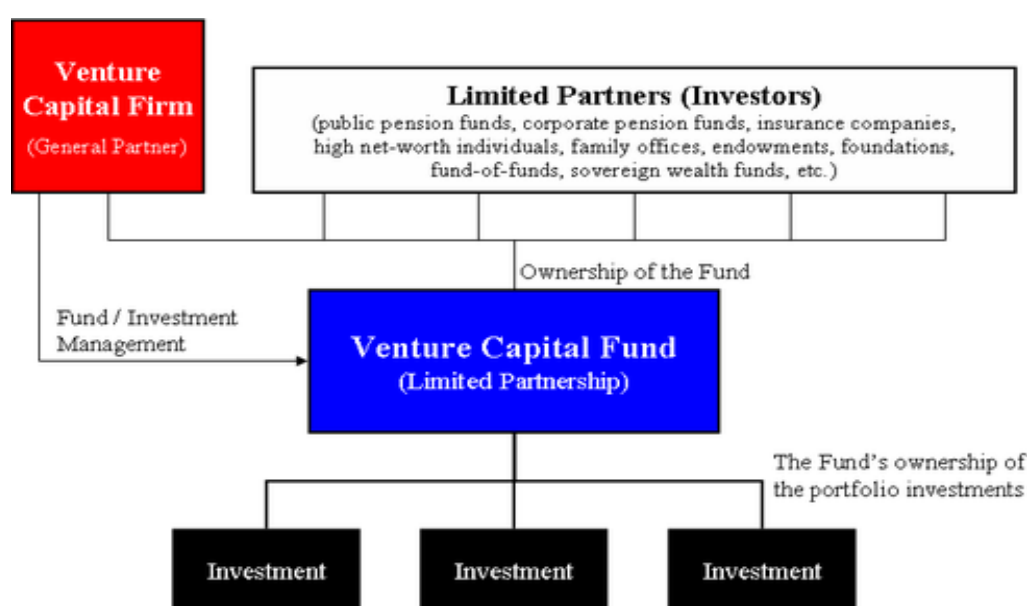 Venture
Capital Firm
(General Partner)
Limited Partners (Investors)
(public pension funds, corporate pension funds, insurance companies,
high net-worth individuals, family offices, endowments, foundations,
fund-of-funds, sovereign wealth funds, etc.)
Ownership of the Fund
Fund / Investment
Management
Venture Capital Fund
(Limited Partnership)
The Fund's ownership of
the portfolio investments
Investment
Investment
Investment